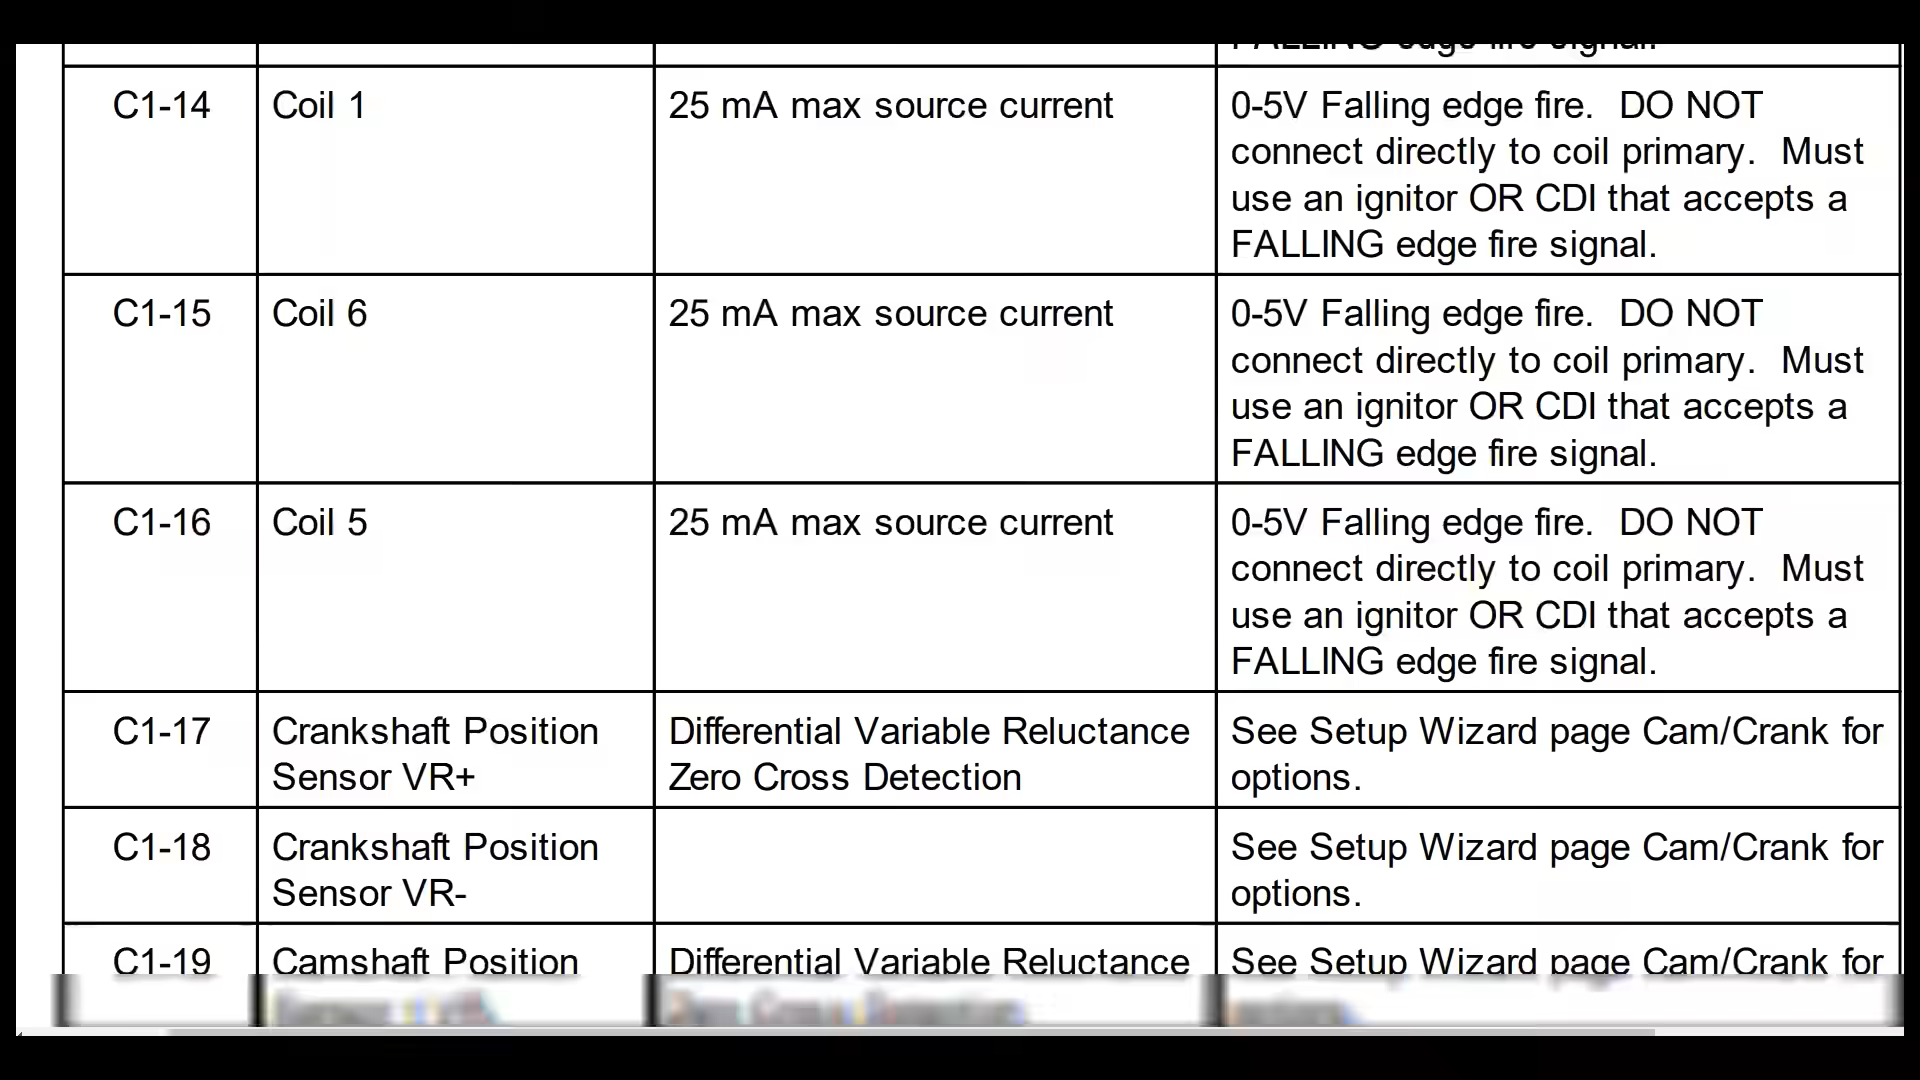 FALLING edge fire signal.
C1-14 Coil 1 25 mA max source current 0-5V Falling edge fire. DO NOT
connect directly to coil primary. Must
use an ignitor OR CDI that accepts a
FALLING edge fire signal.
C1-15 Coil 6 25 mA max source current 0-5V Falling edge fire. DO NOT
connect directly to coil primary. Must
use an ignitor OR CDI that accepts a
FALLING edge fire signal.
C1-16 Coil 5 25 mA max source current 0-5V Falling edge fire. DO NOT
connect directly to coil primary. Must
use an ignitor OR CDI that accepts a
FALLING edge fire signal.
C1-17 Crankshaft Position Differential Variable Reluctance See Setup Wizard page Cam/Crank for
Sensor VR+ Zero Cross Detection options.
C1-18 Crankshaft Position See Setup Wizard page Cam/Crank for
Sensor VR- options.
C1-19 Camshaft Position Differential Variable Reluctance See Setup Wizard page Cam/Crank for